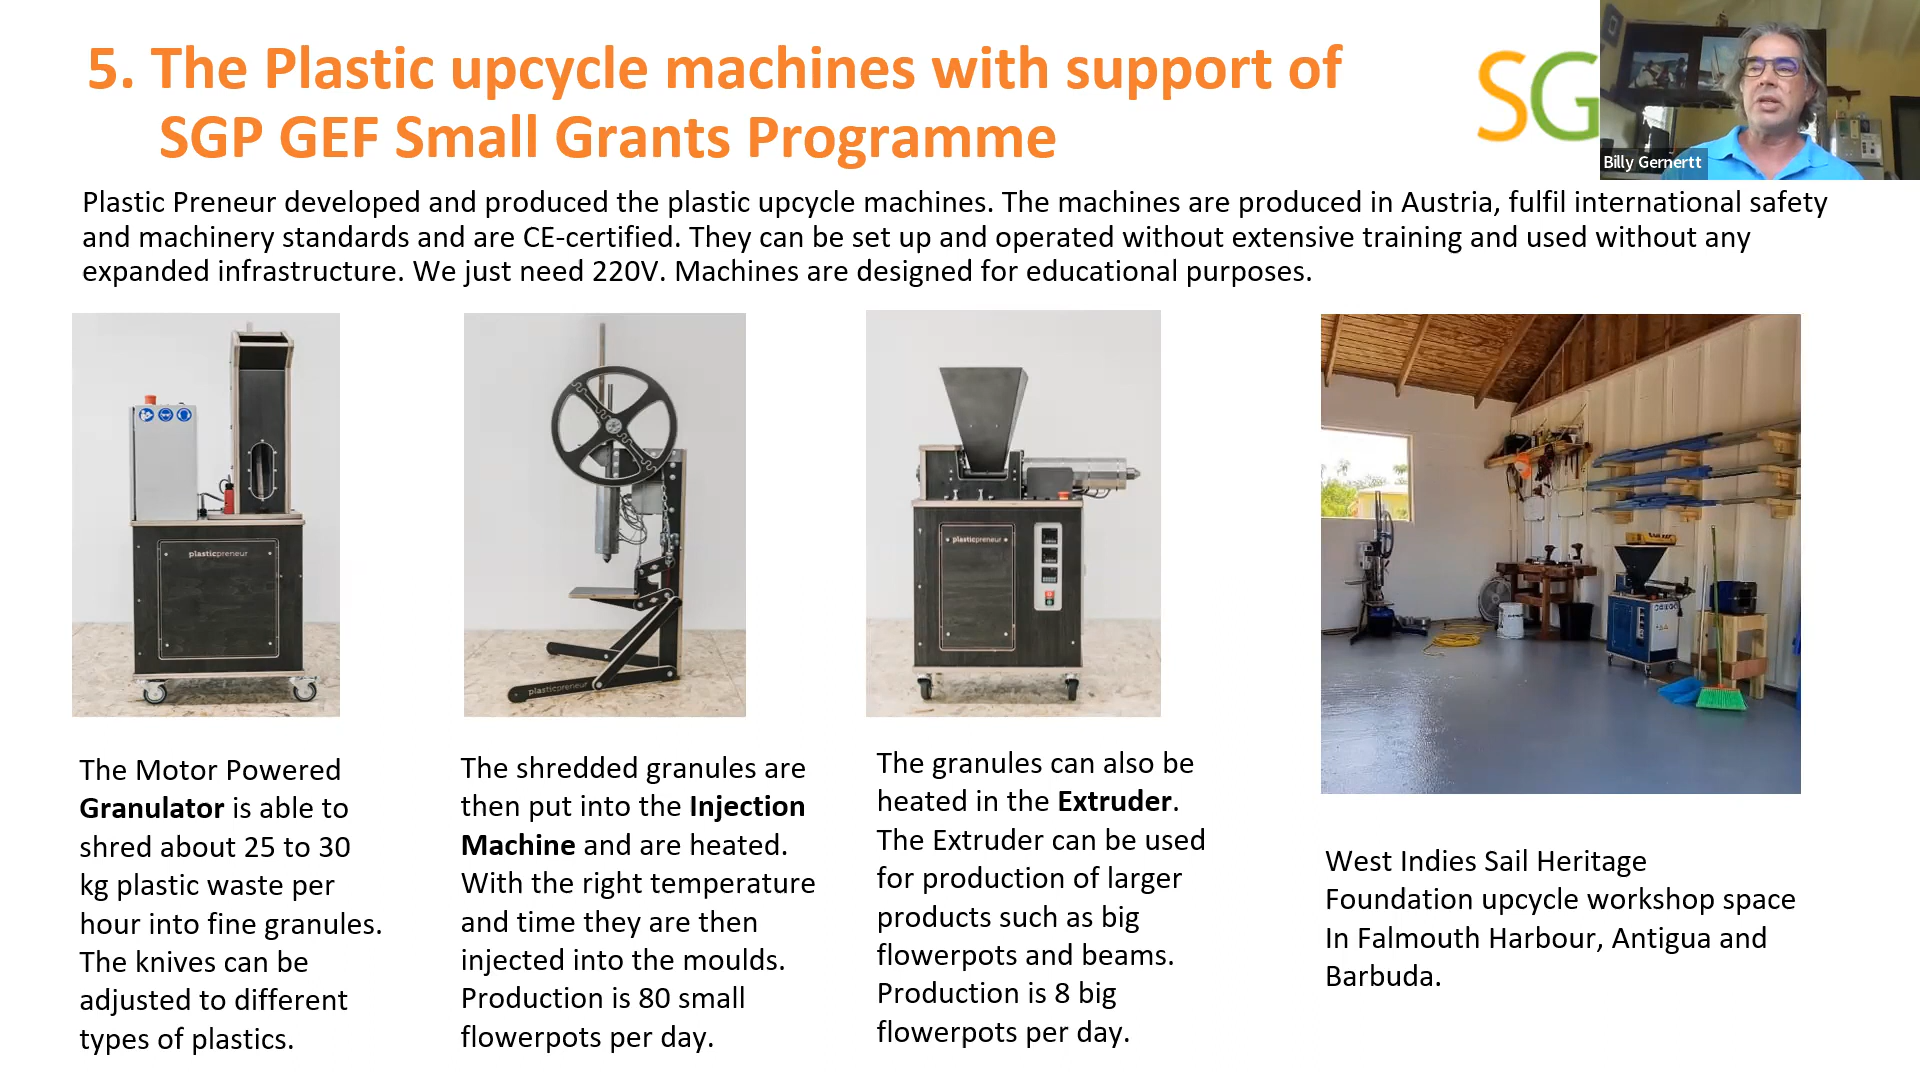 5. The Plastic upcycle machines with support of
SGP GEF Small Grants Programme
SG
Billy Gernertt
Plastic Preneur developed and produced the plastic upcycle machines. The machines are produced in Austria, fulfil international safety
and machinery standards and are CE-certified. They can be set up and operated without extensive training and used without any
expanded infrastructure. We just need 220V. Machines are designed for educational purposes.
plasticpreneur
plasticpreneur
plasticpreneur
The Motor Powered
Granulator is able to
shred about 25 to 30
kg plastic waste per
hour into fine granules.
The knives can be
adjusted to different
types of plastics.
The shredded granules are
then put into the Injection
Machine and are heated.
With the right temperature
and time they are then
injected into the moulds.
Production is 80 small
flowerpots per day.
The granules can also be
heated in the Extruder.
The Extruder can be used
for production of larger
products such as big
flowerpots and beams.
Production is 8 big
flowerpots per day.
West Indies Sail Heritage
Foundation upcycle workshop space
In Falmouth Harbour, Antigua and
Barbuda.